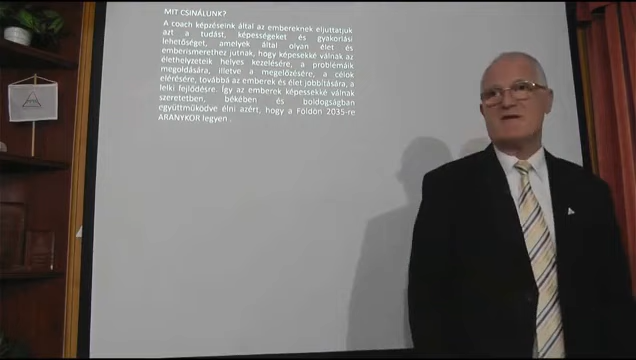 MIT CSINÁLUNK?
A coach képzéseink által az embereknek eljuttatjuk
azt a tudást, képességeket és gyakorlási
lehetőséget, amelyek által olyan élet és
emberismerethez jutnak, hogy képesekké válnak az
élethelyzeteik helyes kezelésére, a problémáik
megoldására, illetve a megelőzésére, a célok
elérésére, továbbá az emberek és élet jobbítására, a
lelki fejlődésre. Így az emberek képessekké válnak
szeretetben, békében és boldogságban
együttműködve élni azért, hogy a Földön 2035-re
ARANYKOR legyen .